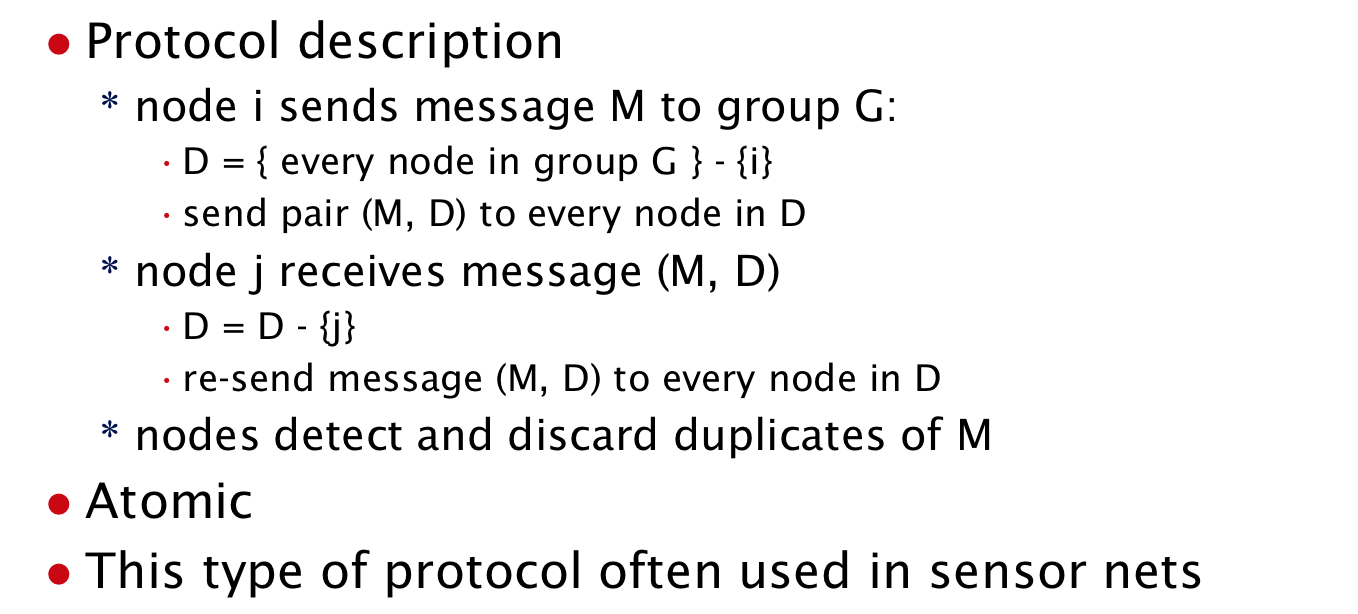 • Protocol description
* node i sends message M to group G:
· D = { every node in group G } - {i}
· send pair (M, D) to every node in D
* node j receives message (M, D)
· D = D - {j}
· re-send message (M, D) to every node in D
* nodes detect and discard duplicates of M
• Atomic
• This type of protocol often used in sensor nets